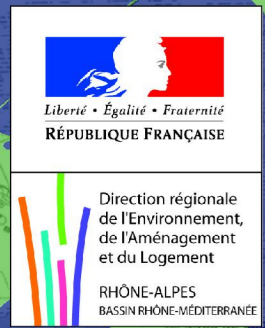 Liberté • Égalité • Fraternité
RÉPUBLIQUE FRANÇAISE
Direction régionale
de l'Environnement,
de l'Aménagement
et du Logement
RHÔNE-ALPES
BASSIN RHÔNE-MÉDITERRANÉE